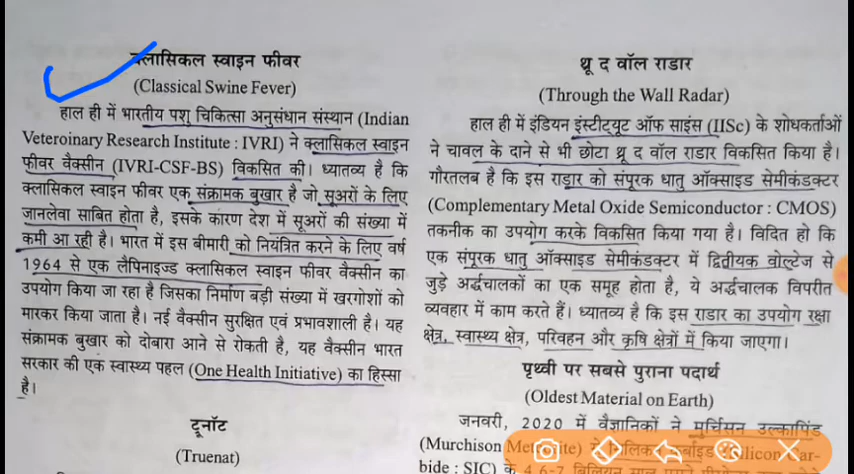 क्लासिकल स्वाइन फीवर
(Classical Swine Fever)
हाल ही में भारतीय पशु चिकित्सा अनुसंधान संस्थान (Indian
Veteroinary Research Institute : IVRI) ने क्लासिकल स्वाइन
फीवर वैक्सीन (IVRI-CSF-BS) विकसित की। ध्यातव्य है कि
क्लासिकल स्वाइन फीवर एक संक्रामक बुखार है जो सूअरों के लिए
जानलेवा साबित होता है, इसके कारण देश में सूअरों की संख्या में
कमी आ रही है। भारत में इस बीमारी को नियंत्रित करने के लिए वर्ष
1964 से एक लैपिनाइज्ड क्लासिकल स्वाइन फीवर वैक्सीन का
उपयोग किया जा रहा है जिसका निर्माण बड़ी संख्या में खरगोशों को
मारकर किया जाता है। नई वैक्सीन सुरक्षित एवं प्रभावशाली है। यह
संक्रामक बुखार को दोबारा आने से रोकती है, यह वैक्सीन भारत
सरकार की एक स्वास्थ्य पहल (One Health Initiative) का हिस्सा
है।
ट्रूनॉट
(Truenat)
थ्रू द वॉल राडार
(Through the Wall Radar)
हाल ही में इंडियन इंस्टीट्यूट ऑफ साइंस (IISc) के शोधकर्ताओं
ने चावल के दाने से भी छोटा थ्रू द वॉल राडार विकसित किया है।
गौरतलब है कि इस राडार को संपूरक धातु ऑक्साइड सेमीकंडक्टर
(Complementary Metal Oxide Semiconductor : CMOS)
तकनीक का उपयोग करके विकसित किया गया है। विदित हो कि
एक संपूरक धातु ऑक्साइड सेमीकंडक्टर में द्वितीयक वोल्टेज से
जुड़े अर्द्धचालकों का एक समूह होता है, ये अर्द्धचालक विपरीत
व्यवहार में काम करते हैं। ध्यातव्य है कि इस राडार का उपयोग रक्षा
क्षेत्र, स्वास्थ्य क्षेत्र, परिवहन और कृषि क्षेत्रों में किया जाएगा।
पृथ्वी पर सबसे पुराना पदार्थ
(Oldest Material on Earth)
जनवरी, 2020 में वैज्ञानिकों ने मुर्चिसन उल्कापिंड
(Murchison
bide : SIC) के 4.6-7